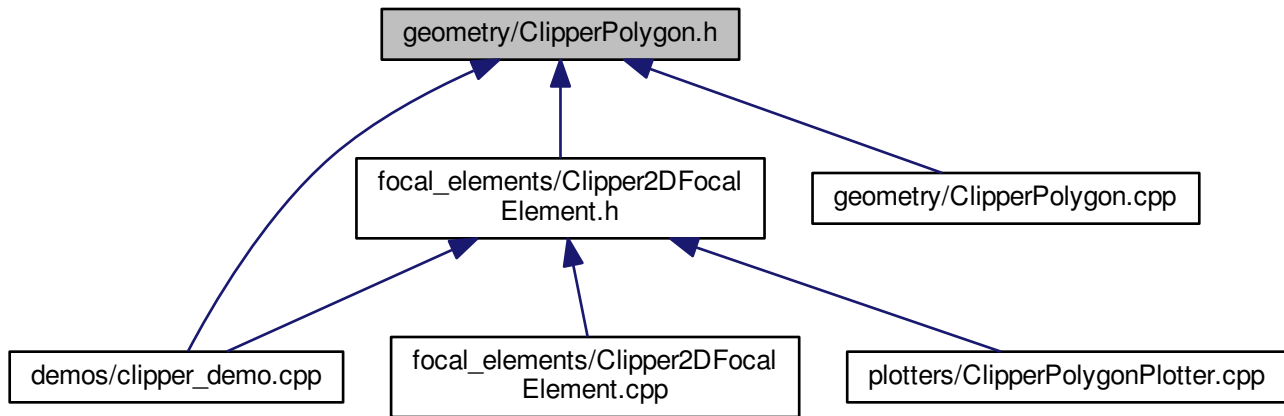 geometry/ClipperPolygon.h
focal_elements/Clipper2DFocal
Element.h
geometry/ClipperPolygon.cpp
demos/clipper_demo.cpp
focal_elements/Clipper2DFocal
Element.cpp
plotters/ClipperPolygonPlotter.cpp